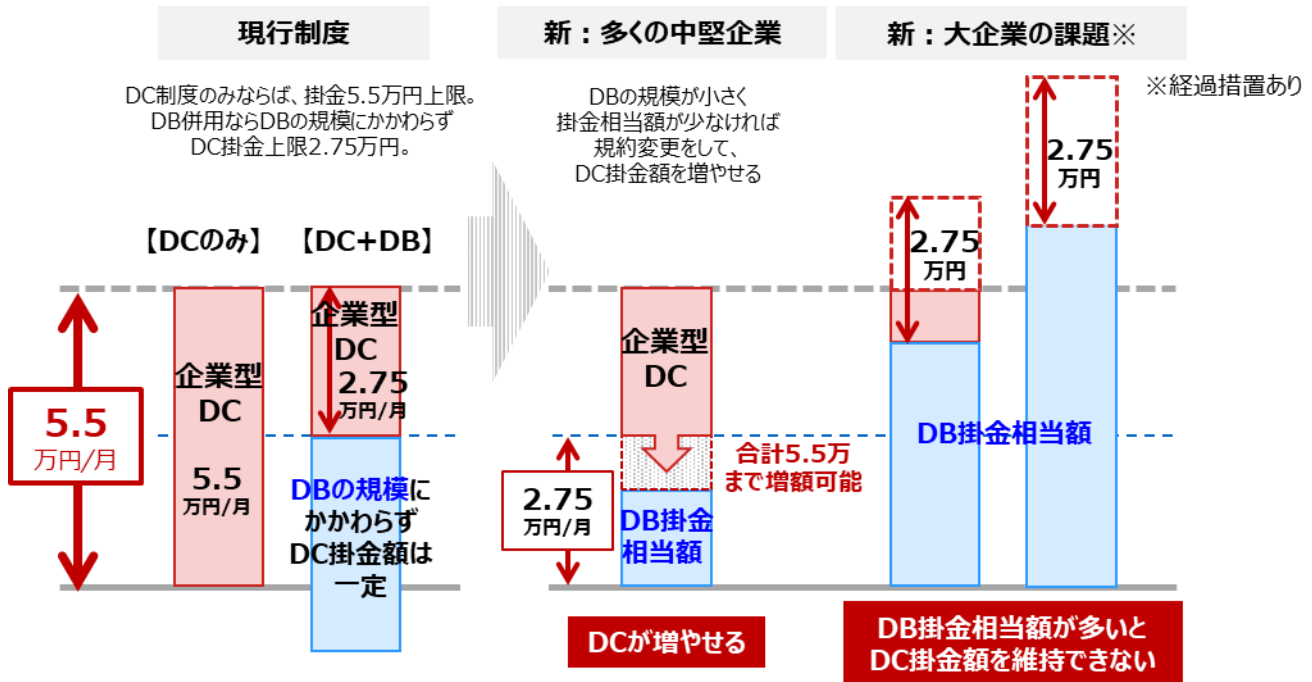 現行制度
DC制度のみならば、掛金5.5万円上限。
DB併用ならDBの規模にかかわらず
DC掛金上限2.75万円。
【DCのみ】
【DC+DB】
5.5
万円/月
企業型
DC
5.5
万円/月
企業型
DC
2.75
万円/月
DBの規模に
かかわらず
DC掛金額は
一定
新：多くの中堅企業
DBの規模が小さく
掛金相当額が少なければ
規約変更をして、
DC掛金額を増やせる
企業型
DC
2.75
万円/月
合計5.5万
まで増額可能
DB掛金
相当額
DCが増やせる
新：大企業の課題※
※経過措置あり
2.75
万円
2.75
万円
DB掛金相当額
DB掛金相当額が多いと
DC掛金額を維持できない